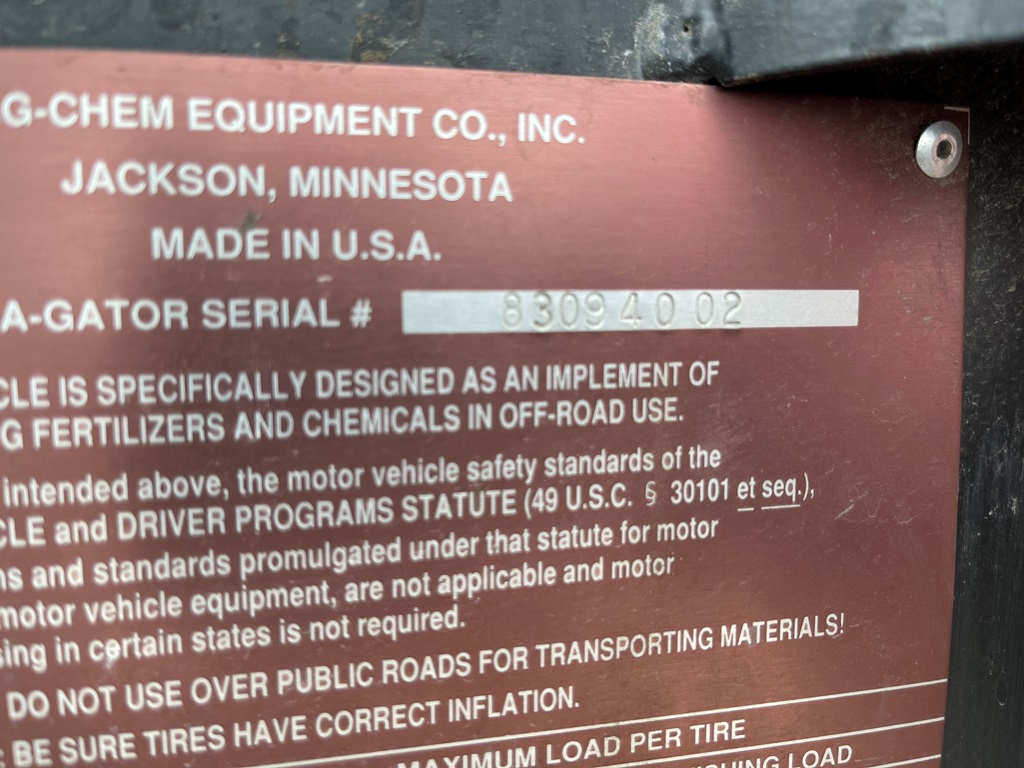 G-CHEM EQUIPMENT CO., INC.
JACKSON, MINNESOTA
MADE IN U.S.A.
A-GATOR SERIAL # 83094002
CLE IS SPECIFICALLY DESIGNED AS AN IMPLEMENT OF
G FERTILIZERS AND CHEMICALS IN OFF-ROAD USE.
intended above, the motor vehicle safety standards of the
CLE and DRIVER PROGRAMS STATUTE (49 U.S.C. § 30101 et seq.),
ns and standards promulgated under that statute for motor
motor vehicle equipment, are not applicable and motor
sing in certain states is not required.
DO NOT USE OVER PUBLIC ROADS FOR TRANSPORTING MATERIALS!
: BE SURE TIRES HAVE CORRECT INFLATION.
MAXIMUM LOAD PER TIRE
LOAD